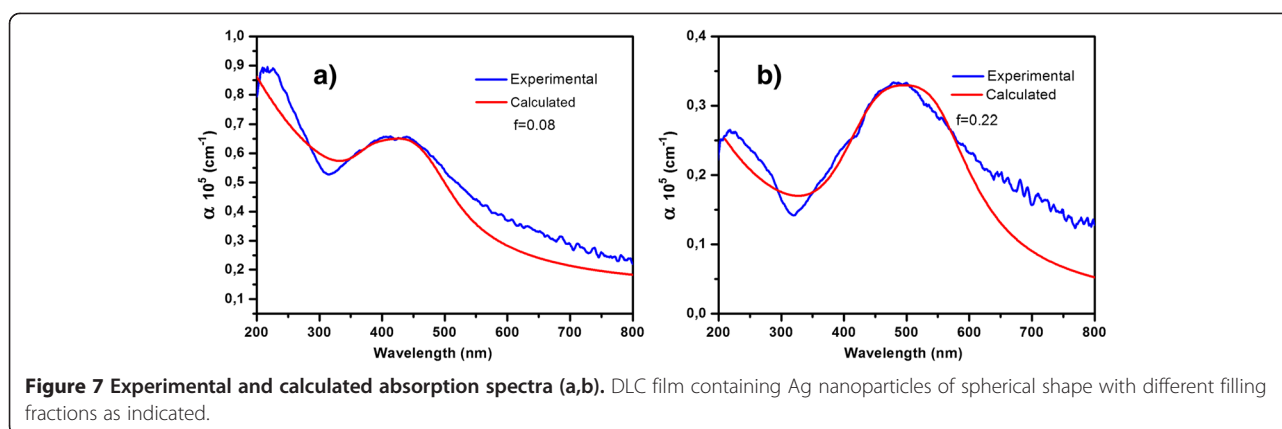 a)
Experimental
Calculated
f=0.08
α 10⁵ (cm⁻¹)
1,0
0,9
0,8
0,7
0,6
0,5
0,4
0,3
0,2
0,1
200 300 400 500 600 700 800
Wavelength (nm)
b)
Experimental
Calculated
f=0.22
α 10⁵ (cm⁻¹)
0,4
0,3
0,2
0,1
0,0
200 300 400 500 600 700 800
Wavelength (nm)
Figure 7 Experimental and calculated absorption spectra (a,b). DLC film containing Ag nanoparticles of spherical shape with different filling
fractions as indicated.